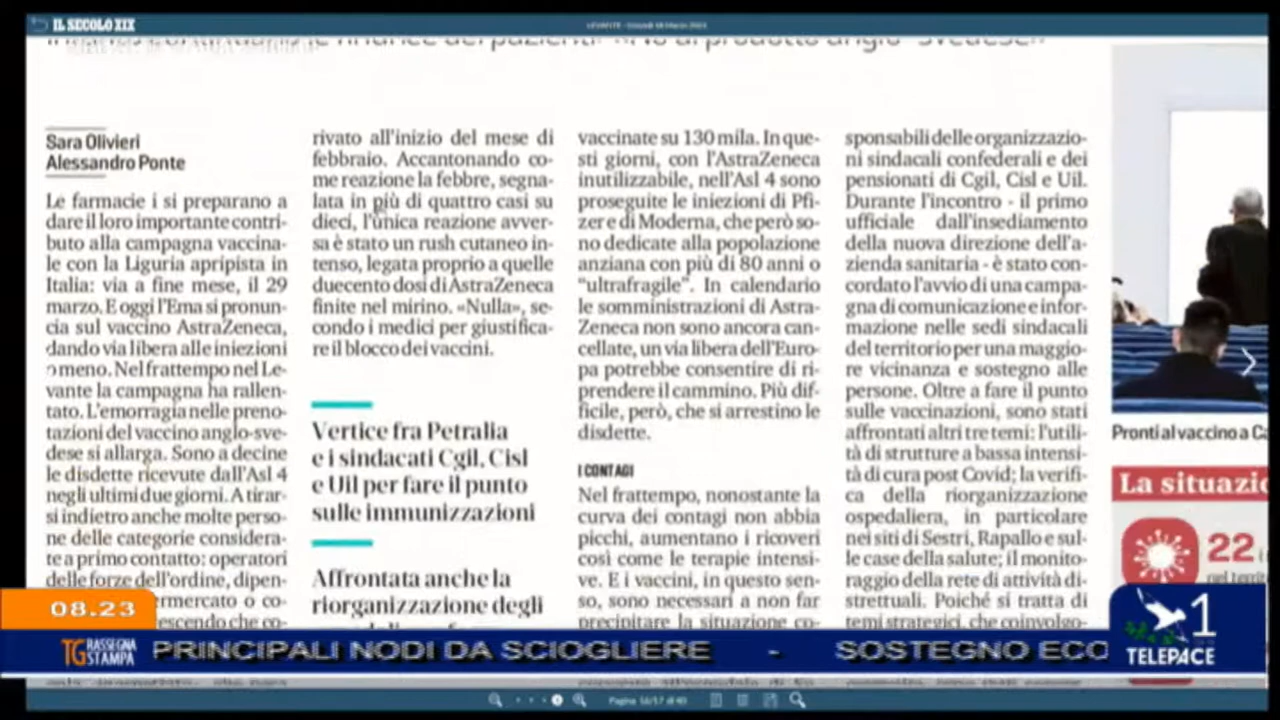 IL SECOLO XIX
Sara Olivieri
Alessandro Ponte
Le farmacie i si preparano a
dare il loro importante contri-
buto alla campagna vaccina-
le con la Liguria apripista in
Italia: via a fine mese, il 29
marzo. E oggi l'Ema si pronun-
cia sul vaccino AstraZeneca,
dando via libera alle iniezioni
o meno. Nel frattempo nel Le-
vante la campagna ha rallen-
tato. L'emorragia nelle preno-
tazioni del vaccino anglo-sve-
dese si allarga. Sono a decine
le disdette ricevute dall'Asl 4
negli ultimi due giorni. A tirar-
si indietro anche molte perso-
ne delle categorie considera-
te a primo contatto: operatori
delle forze dell'ordine, dipen-
ermercato o co-
escendo che co-
rivato all'inizio del mese di
febbraio. Accantonando co-
me reazione la febbre, segna-
lata in più di quattro casi su
dieci, l'unica reazione avver-
sa è stato un rush cutaneo in-
tenso, legata proprio a quelle
duecento dosi di AstraZeneca
finite nel mirino. «Nulla», se-
condo i medici per giustifica-
re il blocco dei vaccini.
Vertice fra Petralia
e i sindacati Cgil, Cisl
e Uil per fare il punto
sulle immunizzazioni
Affrontata anche la
riorganizzazione degli
vaccinate su 130 mila. In que-
sti giorni, con l'AstraZeneca
inutilizzabile, nell'Asl 4 sono
proseguite le iniezioni di Pfi-
zer e di Moderna, che però so-
no dedicate alla popolazione
anziana con più di 80 anni o
"ultrafragile". In calendario
le somministrazioni di Astra-
Zeneca non sono ancora can-
cellate, un via libera dell'Euro-
pa potrebbe consentire di ri-
prendere il cammino. Più dif-
ficile, però, che si arrestino le
disdette.
I CONTAGI
Nel frattempo, nonostante la
curva dei contagi non abbia
picchi, aumentano i ricoveri
così come le terapie intensi-
ve. E i vaccini, in questo sen-
so, sono necessari a non far
precipitare la situazione co-
sponsabili delle organizzazio-
ni sindacali confederali e dei
pensionati di Cgil, Cisl e Uil.
Durante l'incontro - il primo
ufficiale dall'insediamento
della nuova direzione dell'a-
zienda sanitaria - è stato con-
cordato l'avvio di una campa-
gna di comunicazione e infor-
mazione nelle sedi sindacali
del territorio per una maggio-
re vicinanza e sostegno alle
persone. Oltre a fare il punto
sulle vaccinazioni, sono stati
affrontati altri tre temi: l'utili-
tà di strutture a bassa intensi-
tà di cura post Covid; la verifi-
ca della riorganizzazione
ospedaliera, in particolare
nei siti di Sestri, Rapallo e sul-
le case della salute; il monito-
raggio della rete di attività di-
strettuali. Poiché si tratta di
temi strategici, che coinvolgo-
Pronti al vaccino a Ca
La situazio
22
08.23
TG RASSEGNA STAMPA
PRINCIPALI NODI DA SCIOGLIERE - SOSTEGNO ECO
1
TELEPACE